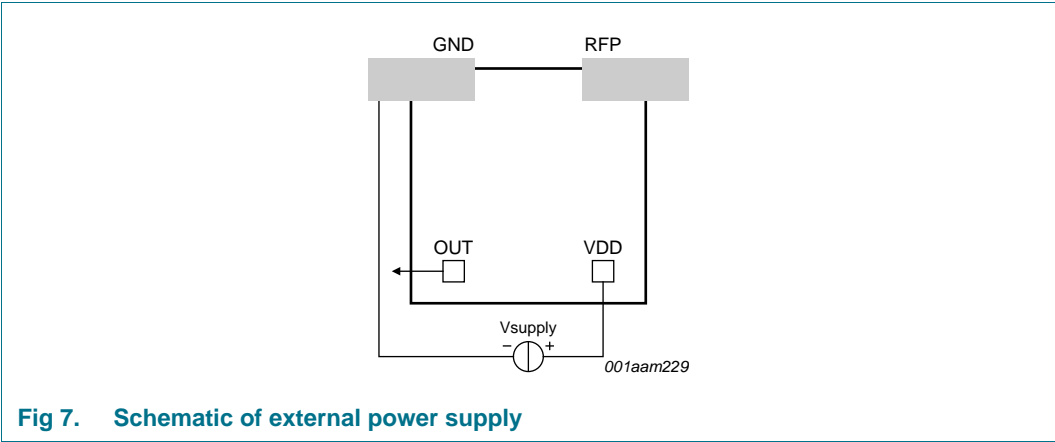 GND RFP
OUT VDD
Vsupply
– +
001aam229
Fig 7. Schematic of external power supply